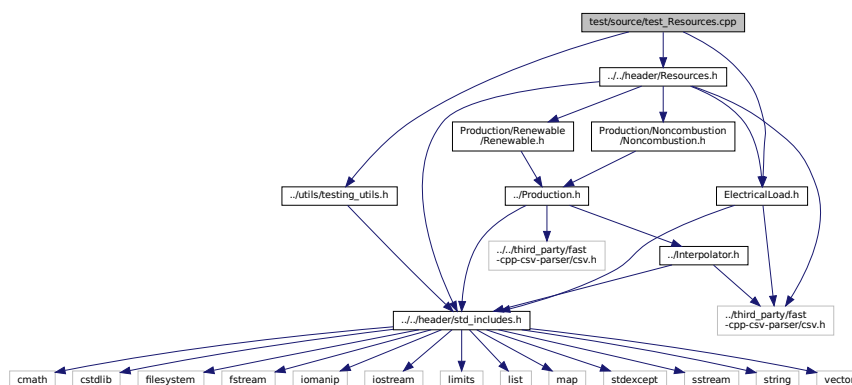 test/source/test_Resources.cpp
../../header/Resources.h
Production/Renewable
/Renewable.h
Production/Noncombustion
/Noncombustion.h
../utils/testing_utils.h
../Production.h
ElectricalLoad.h
../../third_party/fast
-cpp-csv-parser/csv.h
../Interpolator.h
../third_party/fast
-cpp-csv-parser/csv.h
../../header/std_includes.h
cmath
cstdlib
filesystem
fstream
iomanip
iostream
limits
list
map
stdexcept
sstream
string
vector